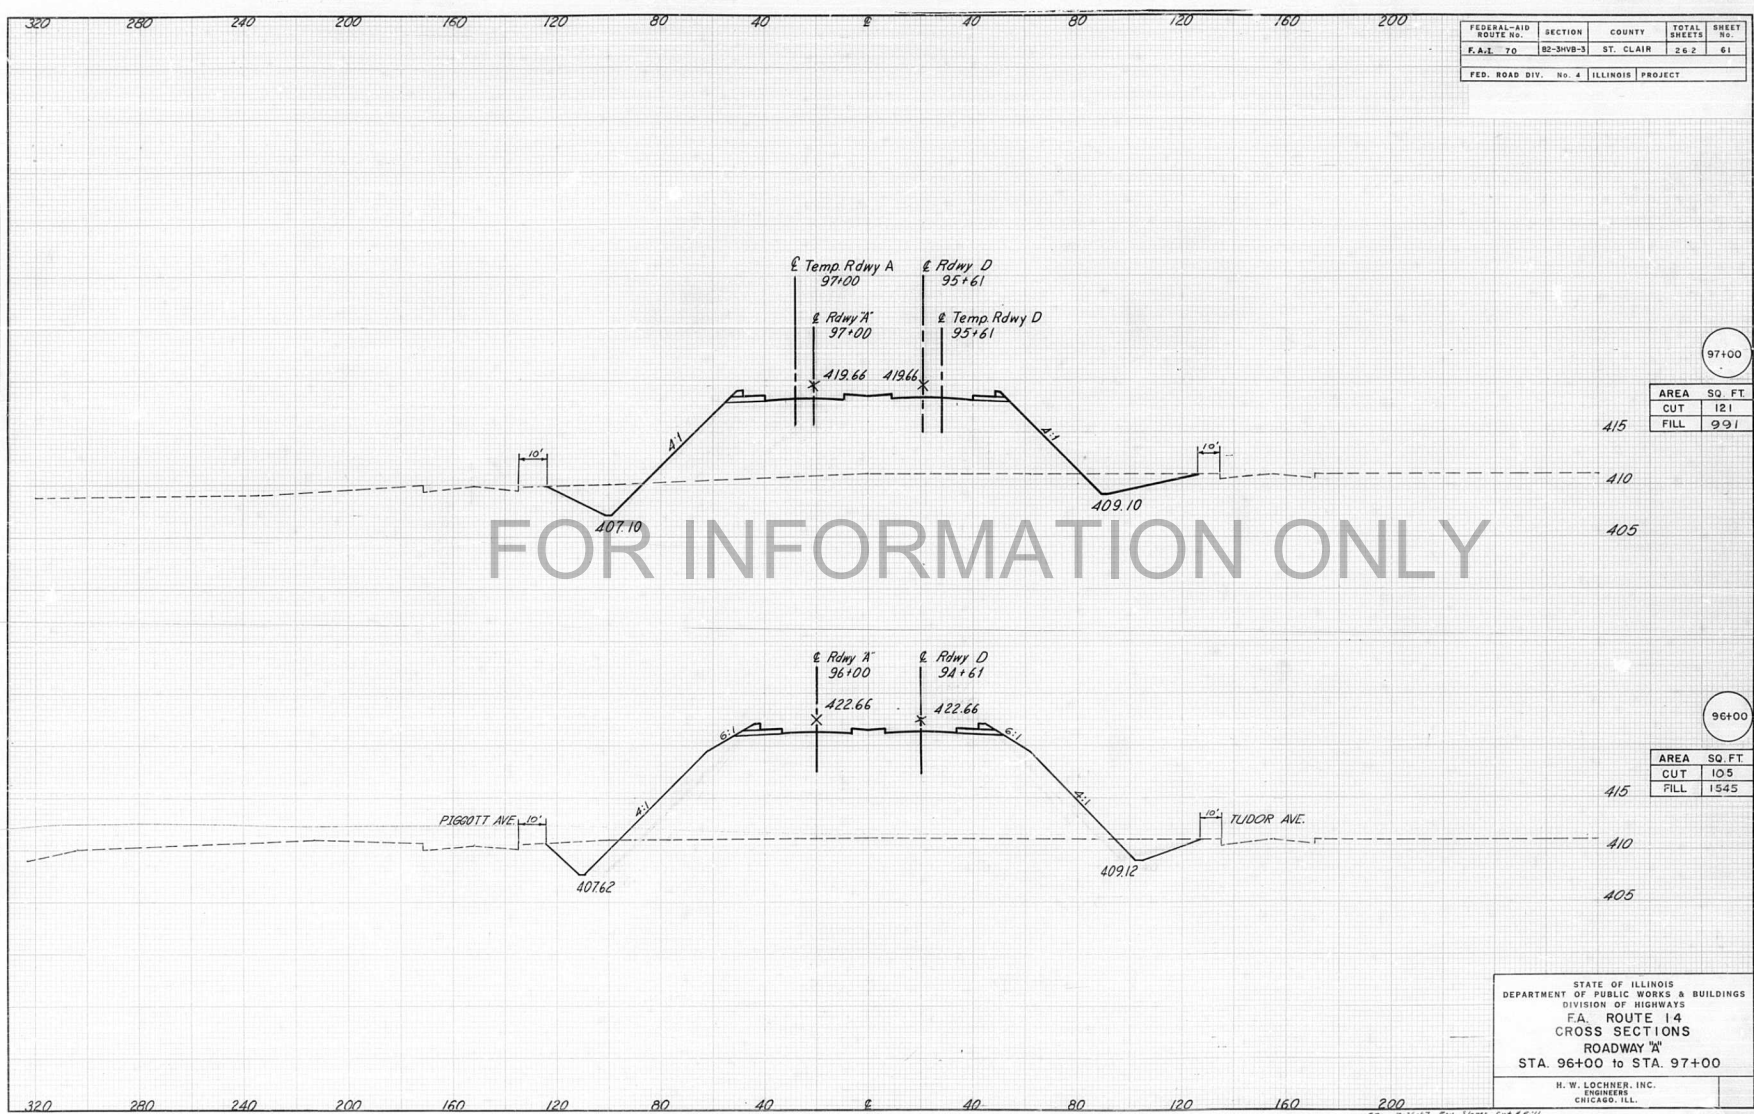 320 280 240 200 160 120 80 40 ℄ 40 80 120 160 200
FEDERAL-AID ROUTE No. SECTION COUNTY TOTAL SHEETS SHEET No.
F.A.I. 70 82-3HVB-3 ST. CLAIR 262 61
FED. ROAD DIV. No. 4 ILLINOIS PROJECT
℄ Temp. Rdwy A
97+00
℄ Rdwy D
95+61
℄ Rdwy "A"
97+00
℄ Temp. Rdwy D
95+61
97+00
419.66 419.66
AREA SQ. FT.
CUT 121
FILL 991
415
4:1 4:1
10' 10'
410
407.10 409.10
405
FOR INFORMATION ONLY
℄ Rdwy "A"
96+00
℄ Rdwy D
94+61
422.66 422.66
96+00
6:1 6:1
AREA SQ. FT.
CUT 105
FILL 1545
415
4:1 4:1
PIGGOTT AVE. 10' 10' TUDOR AVE.
410
407.62 409.12
405
STATE OF ILLINOIS
DEPARTMENT OF PUBLIC WORKS & BUILDINGS
DIVISION OF HIGHWAYS
F.A. ROUTE 14
CROSS SECTIONS
ROADWAY "A"
STA. 96+00 to STA. 97+00
H. W. LOCHNER, INC.
ENGINEERS
CHICAGO, ILL.
320 280 240 200 160 120 80 40 ℄ 40 80 120 160 200